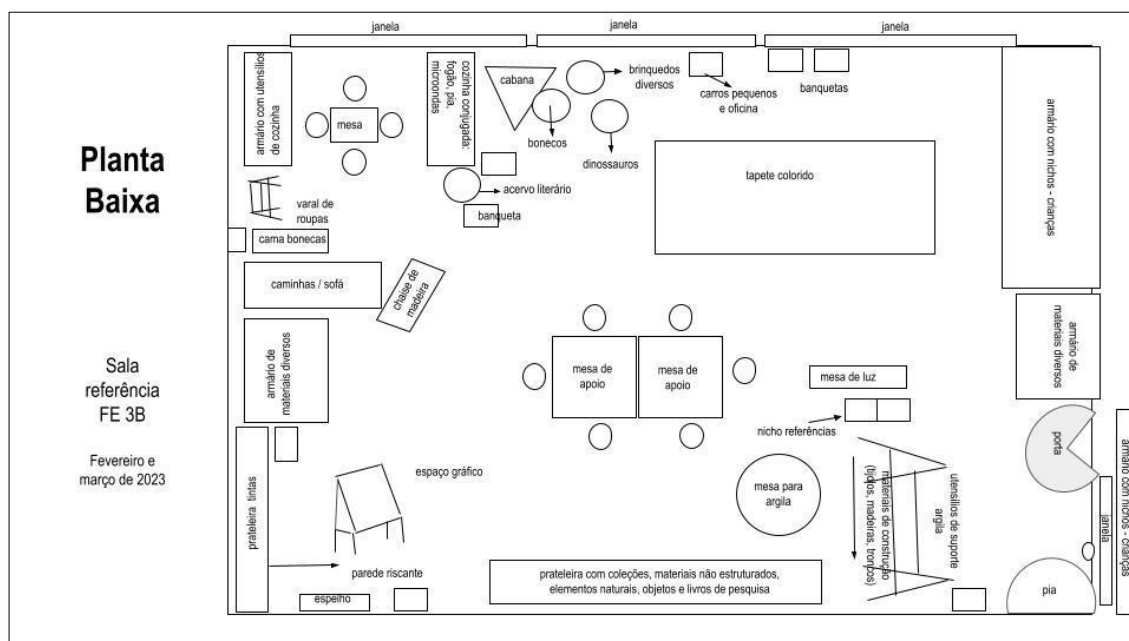 Planta
Baixa
Sala
referência
FE 3B
Fevereiro e
março de 2023
janela
janela
janela
armário com utensílios
de cozinha
mesa
cozinha conjugada:
fogão, pia,
microondas
cabana
brinquedos
diversos
bonecos
dinossauros
carros pequenos
e oficina
banquetas
armário com nichos - crianças
tapete colorido
acervo literário
banqueta
varal de
roupas
cama bonecas
caminhas / sofá
chaise de
madeira
armário de
materiais diversos
mesa de
apoio
mesa de
apoio
mesa de luz
nicho referências
armário de
materiais diversos
porta
armário com nichos - crianças
janela
prateleira tintas
espaço gráfico
mesa para
argila
materiais de construção
(tijolos, madeiras, troncos)
utensílios de suporte
argila
parede riscante
espelho
prateleira com coleções, materiais não estruturados,
elementos naturais, objetos e livros de pesquisa
pia